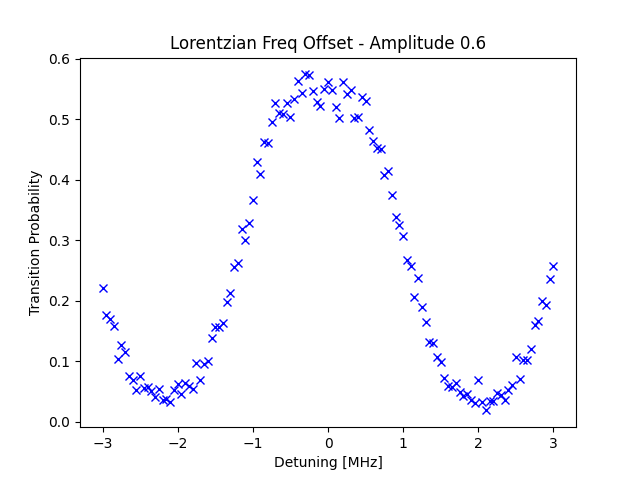 Lorentzian Freq Offset - Amplitude 0.6
0.6
0.5
0.4
0.3
0.2
0.1
0.0
Transition Probability
−3 −2 −1 0 1 2 3
Detuning [MHz]